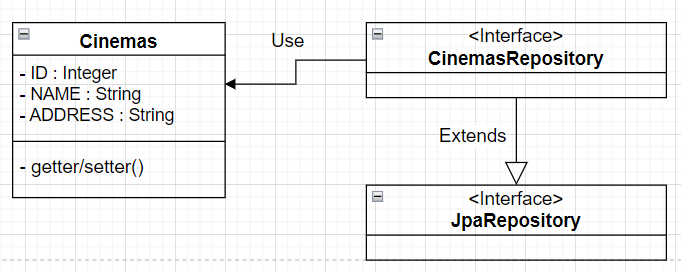 Cinemas
- ID : Integer
- NAME : String
- ADDRESS : String
- getter/setter()
Use
<Interface>
CinemasRepository
Extends
<Interface>
JpaRepository